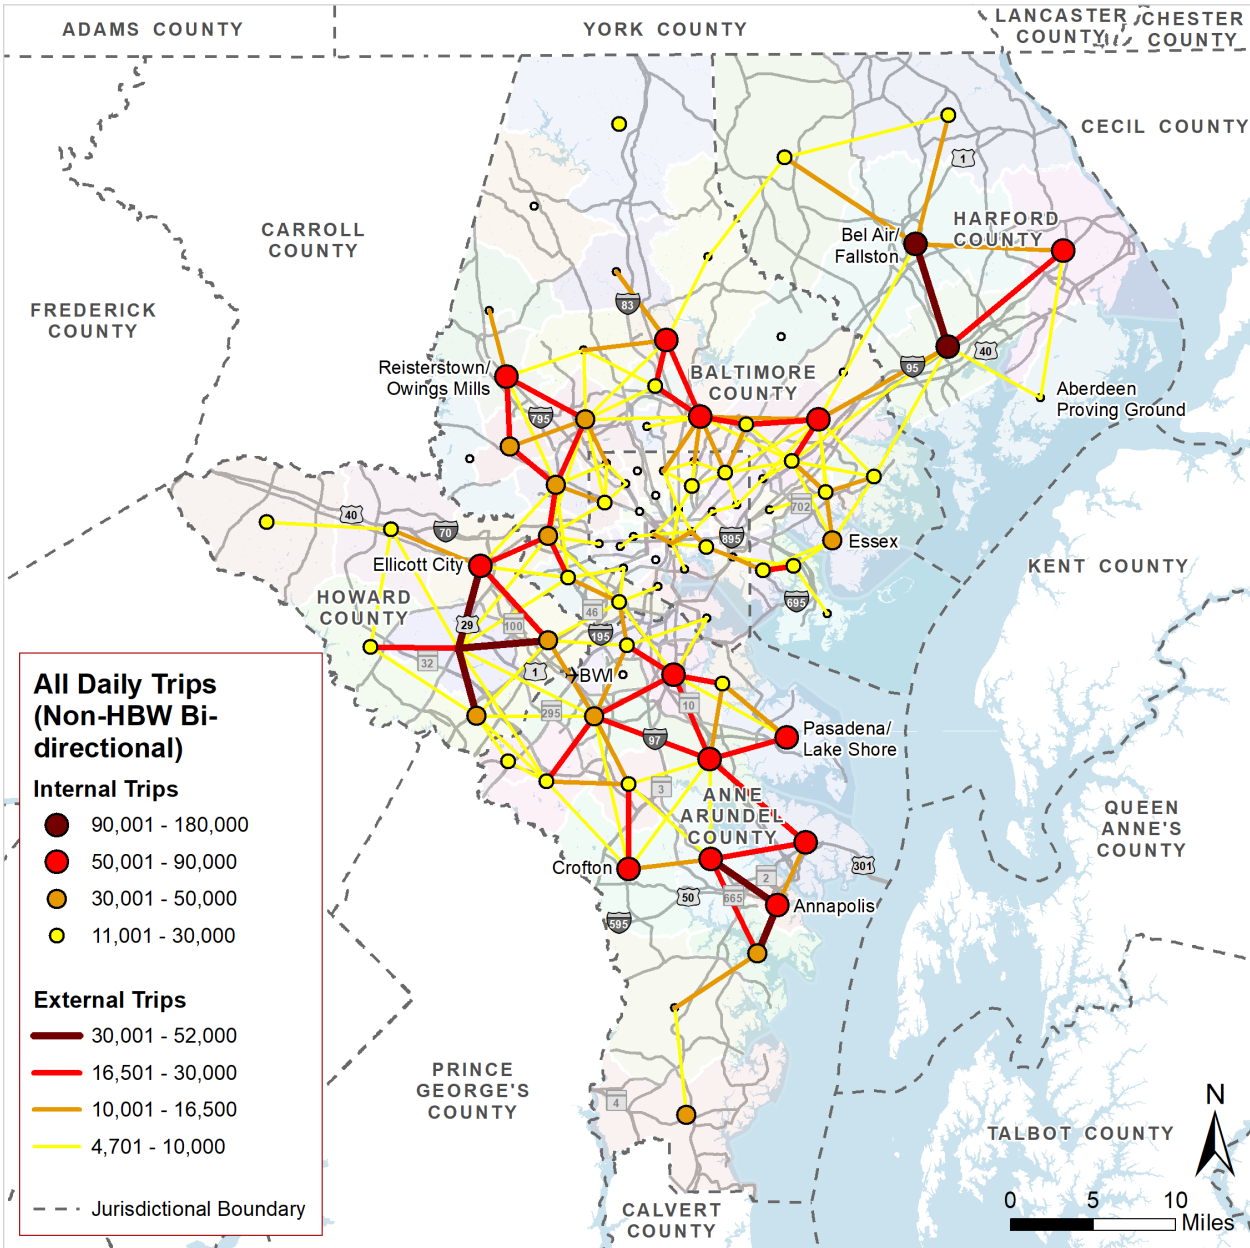 ADAMS COUNTY
YORK COUNTY
LANCASTER
COUNTY
CHESTER
COUNTY
CECIL COUNTY
1
CARROLL
COUNTY
HARFORD
COUNTY
Bel Air/
Fallston
FREDERICK
COUNTY
83
40
95
Reisterstown/
Owings Mills
BALTIMORE
COUNTY
Aberdeen
Proving Ground
795
702
40
70
895
Essex
Ellicott City
KENT COUNTY
HOWARD
COUNTY
29
100
46
195
695
32
1
BWI
295
10
97
Pasadena/
Lake Shore
3
ANNE
ARUNDEL
COUNTY
QUEEN
ANNE'S
COUNTY
Crofton
2
301
50
665
Annapolis
595
PRINCE
GEORGE'S
COUNTY
4
TALBOT COUNTY
CALVERT
COUNTY
All Daily Trips
(Non-HBW Bi-
directional)
Internal Trips
90,001 - 180,000
50,001 - 90,000
30,001 - 50,000
11,001 - 30,000
External Trips
30,001 - 52,000
16,501 - 30,000
10,001 - 16,500
4,701 - 10,000
Jurisdictional Boundary
N
0 5 10
Miles